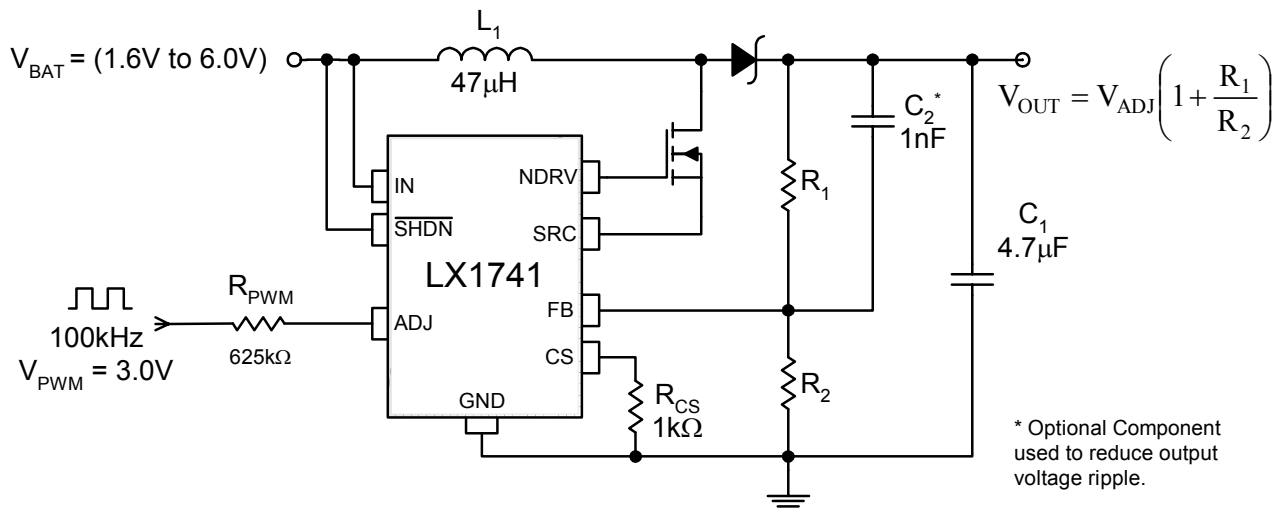 L1
VBAT = (1.6V to 6.0V)
47μH
VOUT = VADJ(1 + R1/R2)
C2*
1nF
IN
NDRV
R1
SHDN
SRC
C1
4.7μF
LX1741
RPWM
FB
ADJ
100kHz
625kΩ
CS
VPWM = 3.0V
R2
GND
RCS
1kΩ
* Optional Component
used to reduce output
voltage ripple.